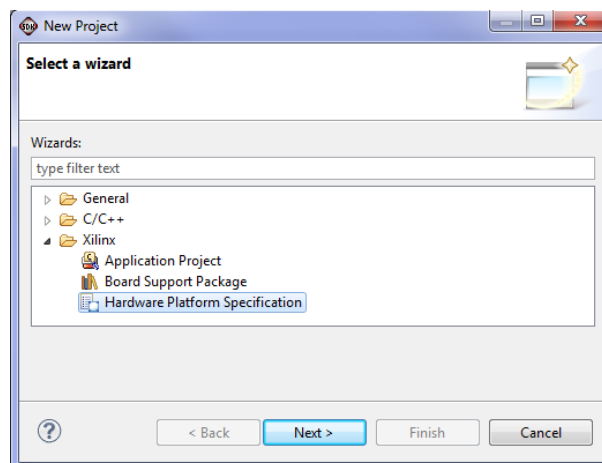 SDK New Project
Select a wizard
Wizards:
type filter text
General
C/C++
Xilinx
Application Project
Board Support Package
Hardware Platform Specification
? < Back Next > Finish Cancel